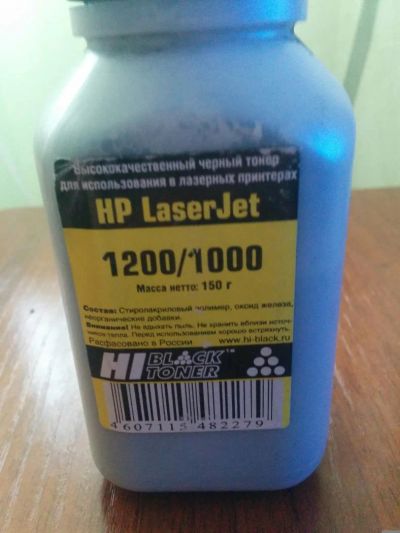 Высококачественный черный тонер
для использования в лазерных принтерах
HP LaserJet
1200/1000
Масса нетто: 150 г
Состав: Стиролакриловый полимер, оксид железа,
неорганические добавки.
Внимание! Не вдыхать пыль. Не хранить вблизи источ-
ников тепла. Перед использованием хорошо встряхнуть.
Расфасовано в России www.hi-black.ru
HI BLACK™
TONER
4607115 482279